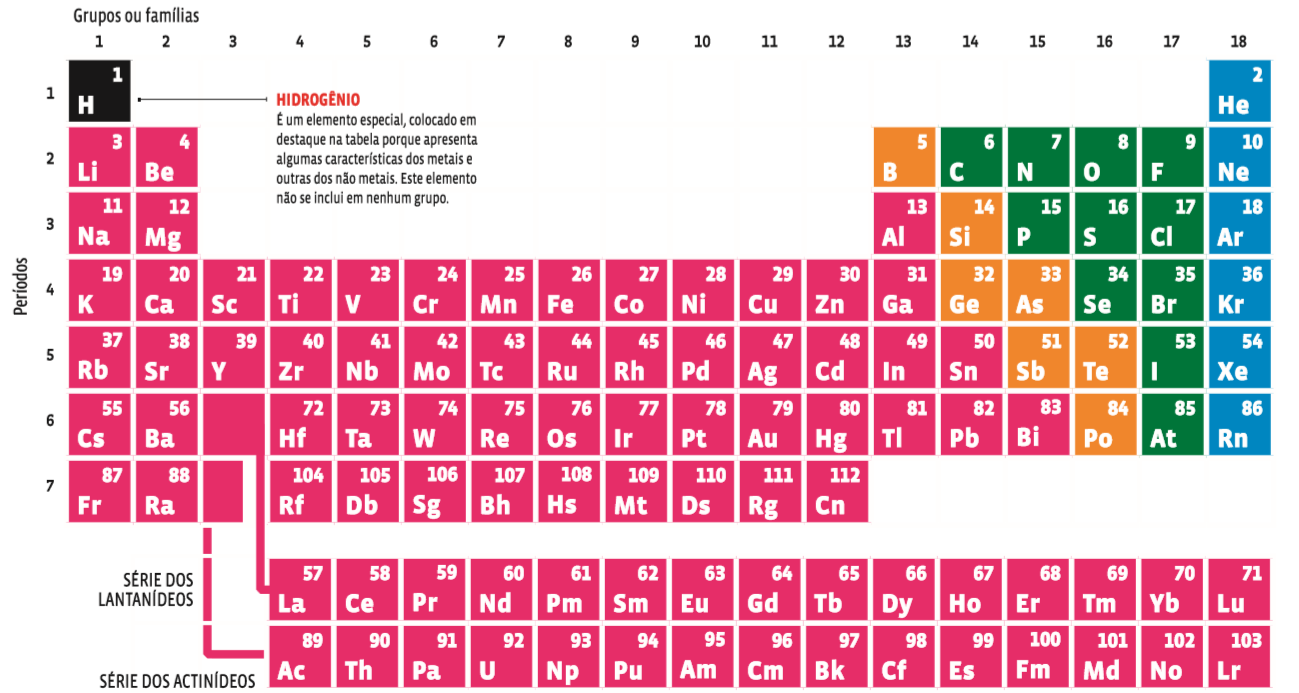 Grupos ou famílias
1 2 3 4 5 6 7 8 9 10 11 12 13 14 15 16 17 18
1 1 2
H He
HIDROGÊNIO
É um elemento especial, colocado em
destaque na tabela porque apresenta
algumas características dos metais e
outras dos não metais. Este elemento
não se inclui em nenhum grupo.
2 3 4 5 6 7 8 9 10
Li Be B C N O F Ne
3 11 12 13 14 15 16 17 18
Na Mg Al Si P S Cl Ar
Períodos
4 19 20 21 22 23 24 25 26 27 28 29 30 31 32 33 34 35 36
K Ca Sc Ti V Cr Mn Fe Co Ni Cu Zn Ga Ge As Se Br Kr
5 37 38 39 40 41 42 43 44 45 46 47 48 49 50 51 52 53 54
Rb Sr Y Zr Nb Mo Tc Ru Rh Pd Ag Cd In Sn Sb Te I Xe
6 55 56 72 73 74 75 76 77 78 79 80 81 82 83 84 85 86
Cs Ba Hf Ta W Re Os Ir Pt Au Hg Tl Pb Bi Po At Rn
7 87 88 104 105 106 107 108 109 110 111 112
Fr Ra Rf Db Sg Bh Hs Mt Ds Rg Cn
SÉRIE DOS
LANTANÍDEOS
57 58 59 60 61 62 63 64 65 66 67 68 69 70 71
La Ce Pr Nd Pm Sm Eu Gd Tb Dy Ho Er Tm Yb Lu
SÉRIE DOS ACTINÍDEOS
89 90 91 92 93 94 95 96 97 98 99 100 101 102 103
Ac Th Pa U Np Pu Am Cm Bk Cf Es Fm Md No Lr